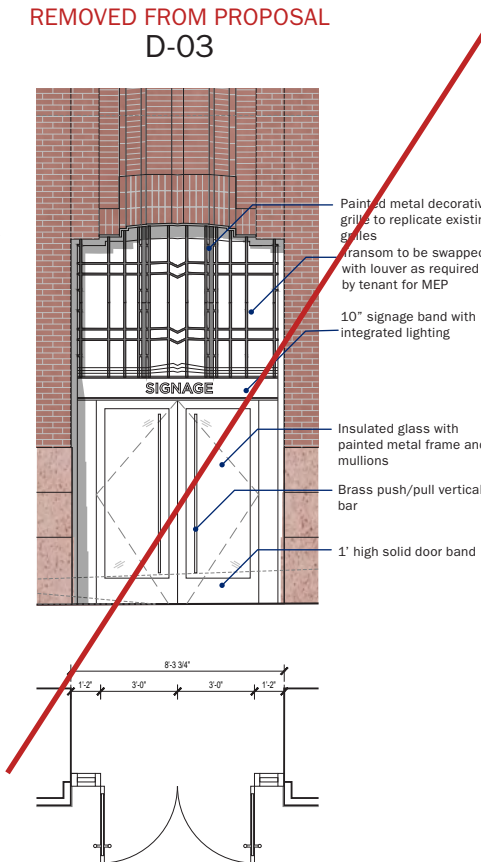 REMOVED FROM PROPOSAL
D-03
Painted metal decorativ
grille to replicate existin
grilles
Transom to be swapped
with louver as required
by tenant for MEP
10” signage band with
integrated lighting
SIGNAGE
Insulated glass with
painted metal frame and
mullions
Brass push/pull vertical
bar
1’ high solid door band
8'-3 3/4"
1'-2" 3'-0" 3'-0" 1'-2"